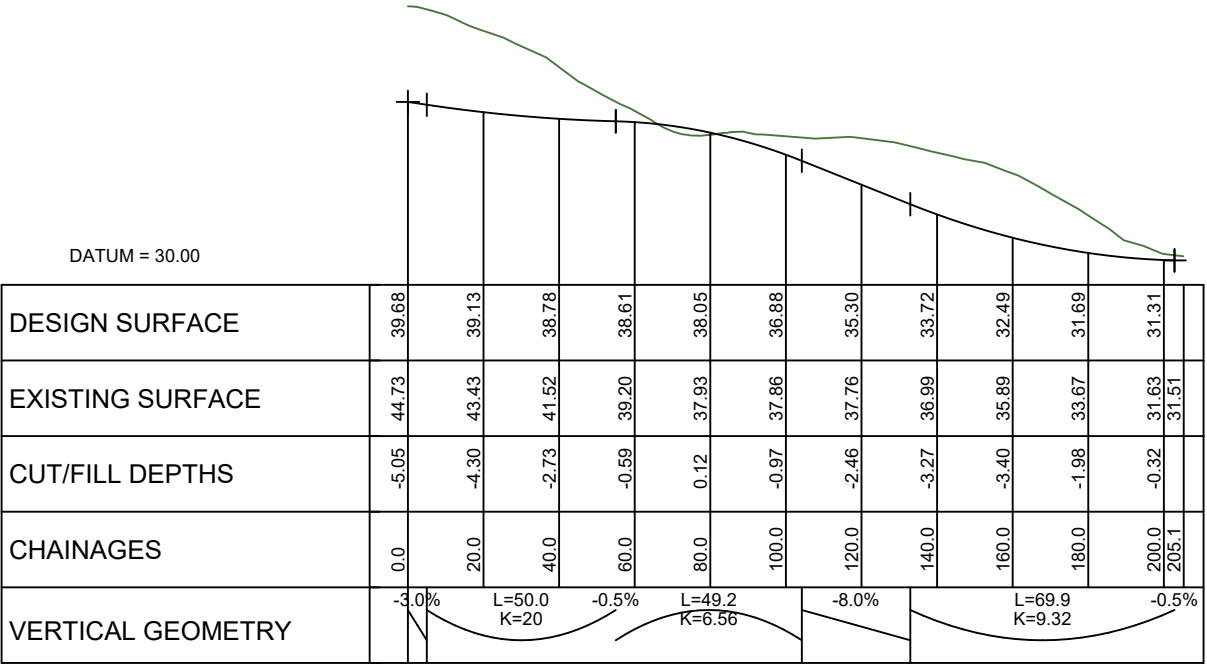 DATUM = 30.00
DESIGN SURFACE 39.68 39.13 38.78 38.61 38.05 36.88 35.30 33.72 32.49 31.69 31.31
EXISTING SURFACE 44.73 43.43 41.52 39.20 37.93 37.86 37.76 36.99 35.89 33.67 31.63 31.51
CUT/FILL DEPTHS -5.05 -4.30 -2.73 -0.59 0.12 -0.97 -2.46 -3.27 -3.40 -1.98 -0.32
CHAINAGES 0.0 20.0 40.0 60.0 80.0 100.0 120.0 140.0 160.0 180.0 200.0 205.1
VERTICAL GEOMETRY
-3.0% L=50.0 -0.5% L=49.2 -8.0% L=69.9 -0.5%
K=20 K=6.56 K=9.32